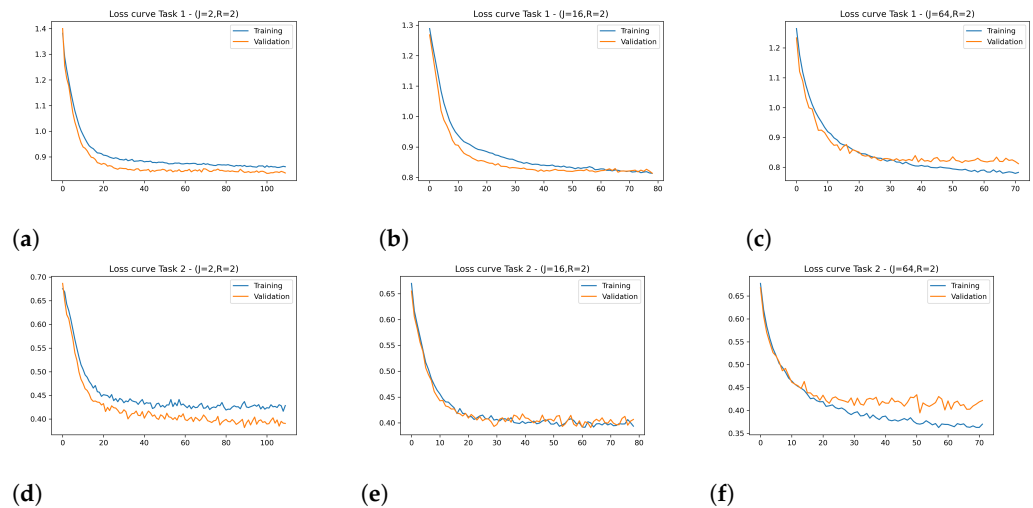 Loss curve Task 1 - (J=2,R=2)
Training
Validation
1.4
1.3
1.2
1.1
1.0
0.9
0 20 40 60 80 100
(a)
Loss curve Task 1 - (J=16,R=2)
Training
Validation
1.3
1.2
1.1
1.0
0.9
0.8
0 10 20 30 40 50 60 70 80
(b)
Loss curve Task 1 - (J=64,R=2)
Training
Validation
1.2
1.1
1.0
0.9
0.8
0 10 20 30 40 50 60 70
(c)
Loss curve Task 2 - (J=2,R=2)
Training
Validation
0.70
0.65
0.60
0.55
0.50
0.45
0.40
0 20 40 60 80 100
(d)
Loss curve Task 2 - (J=16,R=2)
Training
Validation
0.65
0.60
0.55
0.50
0.45
0.40
0 10 20 30 40 50 60 70 80
(e)
Loss curve Task 2 - (J=64,R=2)
Training
Validation
0.65
0.60
0.55
0.50
0.45
0.40
0.35
0 10 20 30 40 50 60 70
(f)